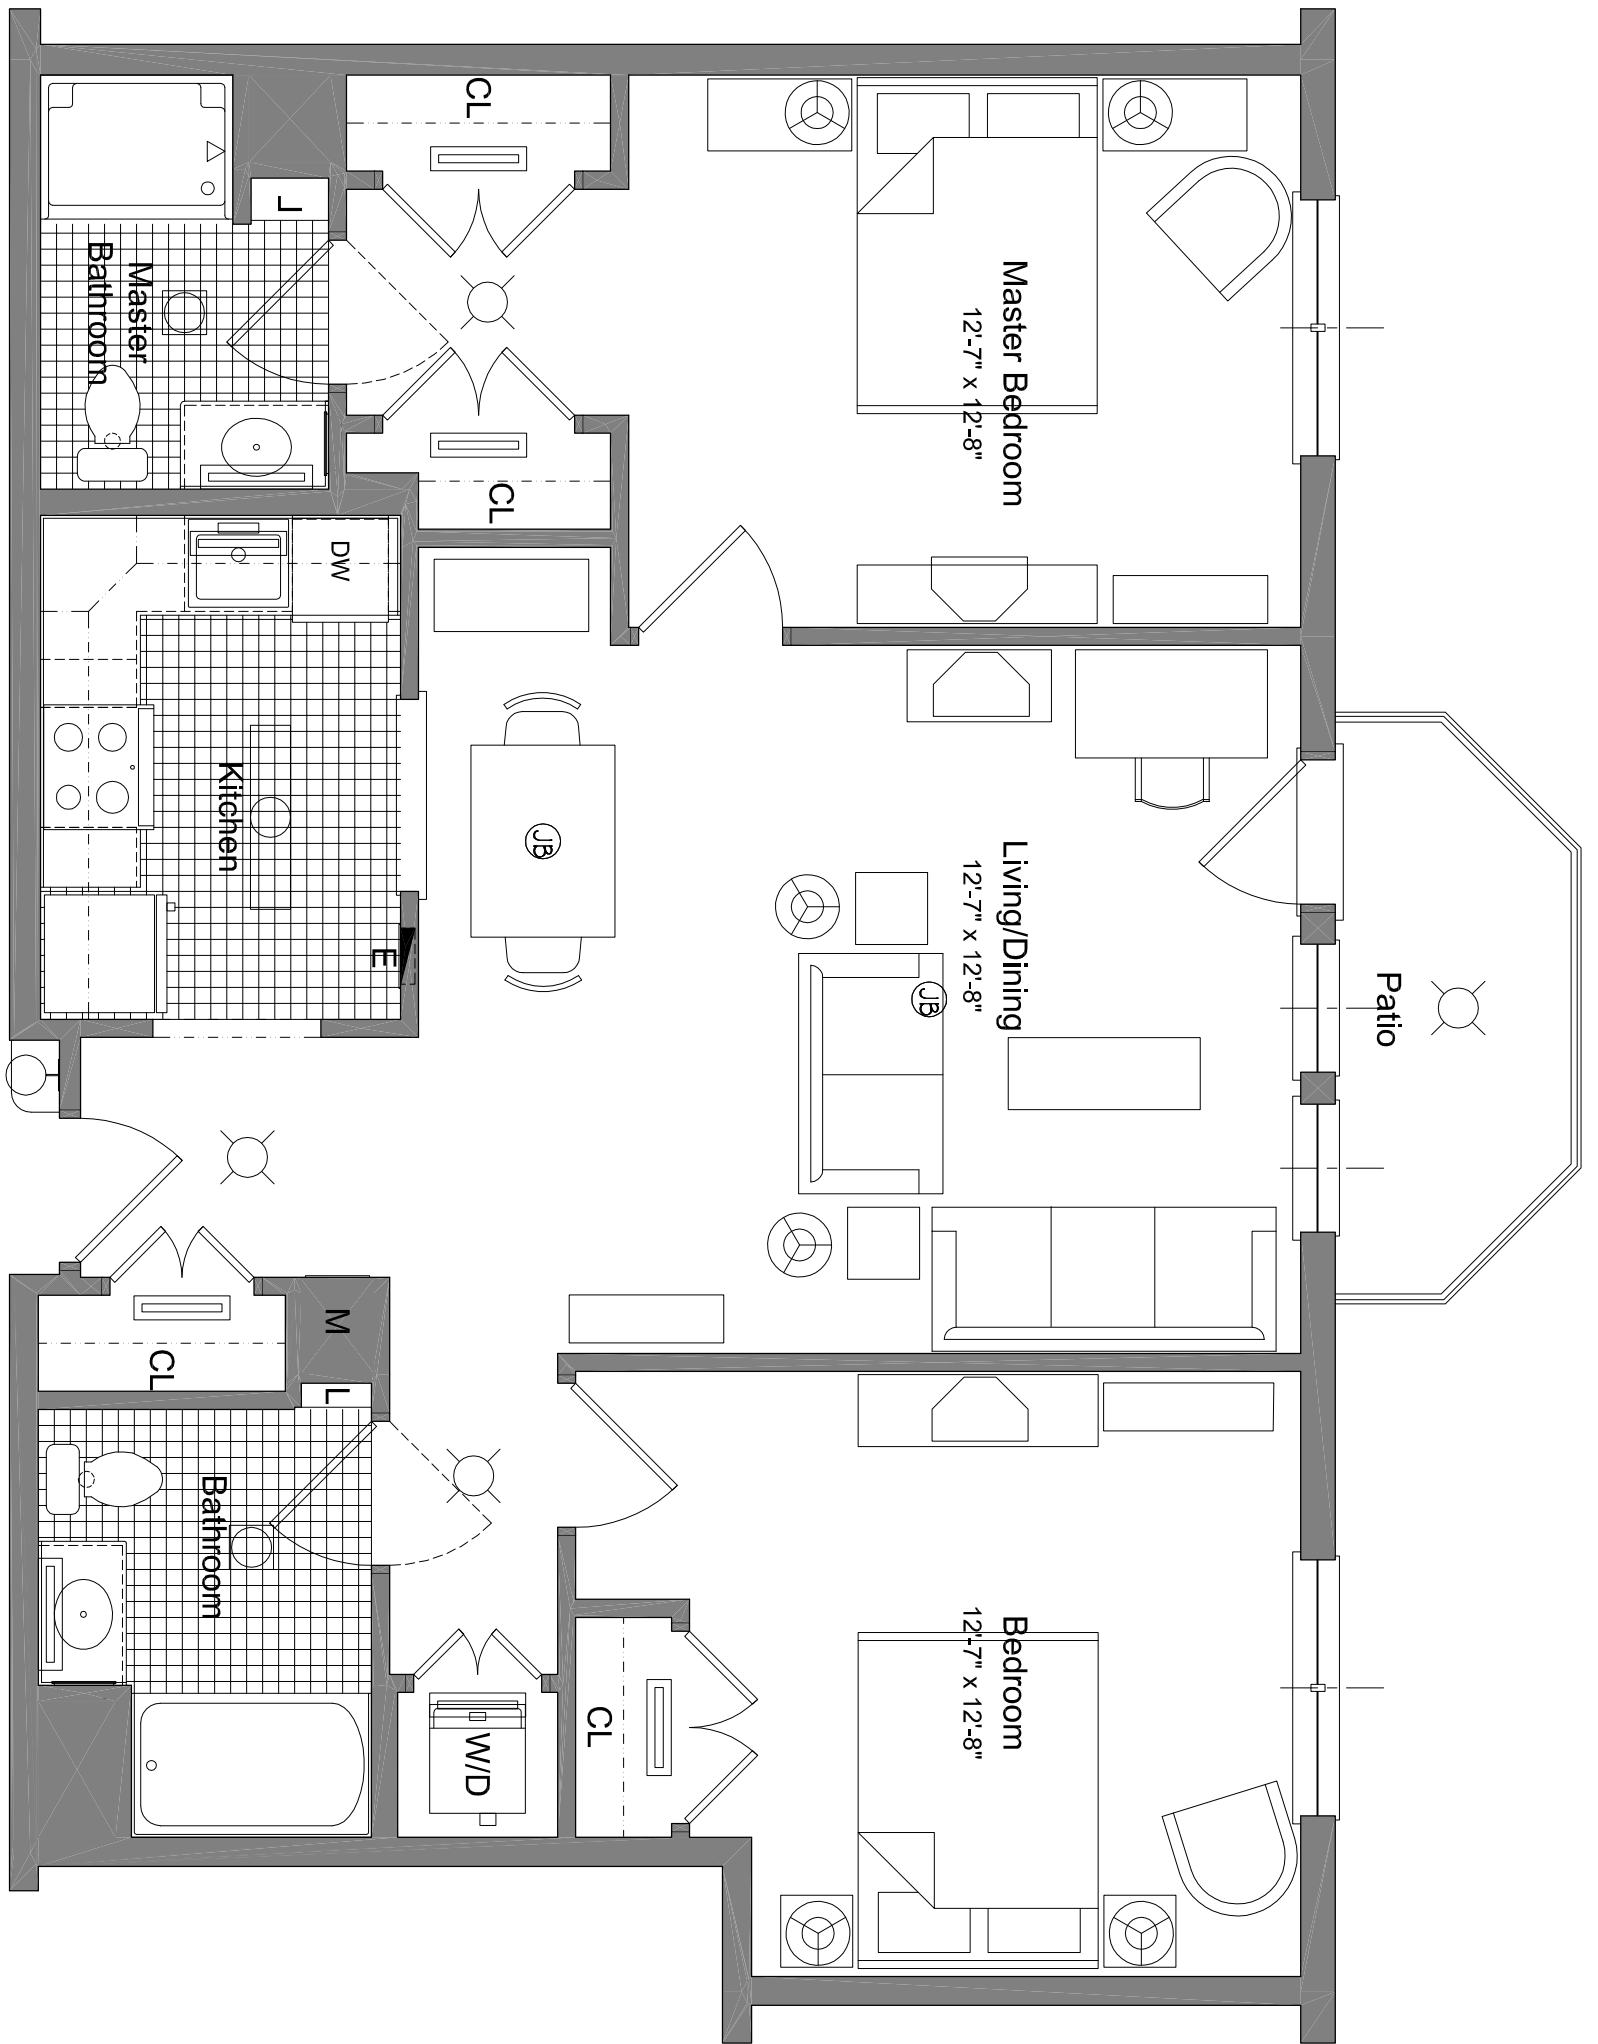 CL
J
Master
Bathroom
CL
Master Bedroom
12'-7" x 12'-8"
DW
Kitchen
E
JB
Living/Dining
12'-7" x 12'-8"
JB
Patio
M
CL
L
Bathroom
W/D
CL
Bedroom
12'-7" x 12'-8"